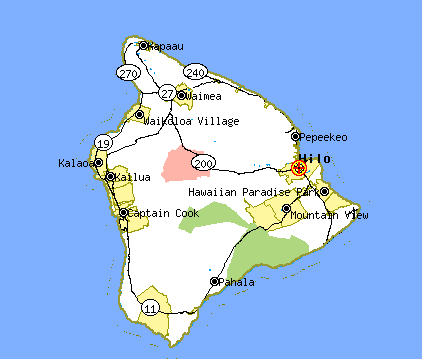 Kapaau
270
240
27
Waimea
Waikoloa Village
Pepeekeo
19
Hilo
Kalaoa
200
Kailua
Hawaiian Paradise Park
Captain Cook
Mountain View
Pahala
11